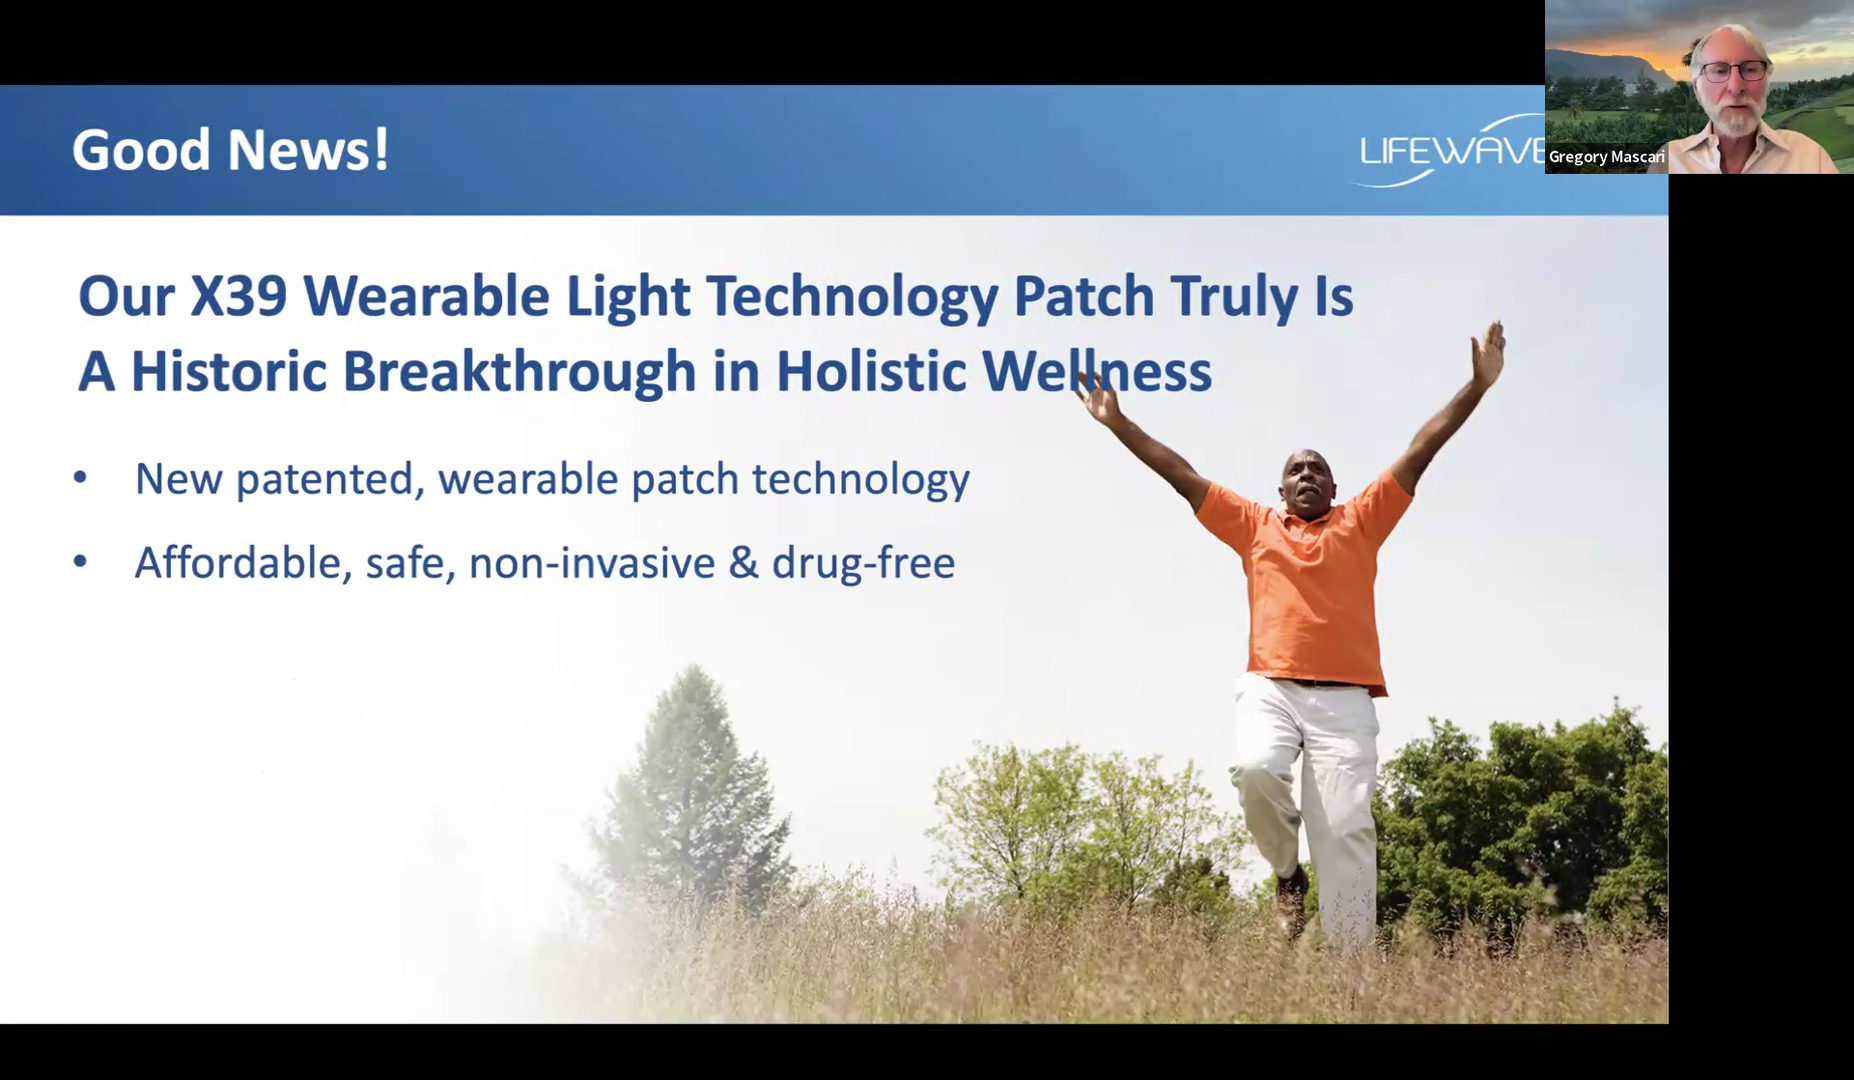 Good News!
LIFEWAVE
Gregory Mascari
Our X39 Wearable Light Technology Patch Truly Is
A Historic Breakthrough in Holistic Wellness
• New patented, wearable patch technology
• Affordable, safe, non-invasive & drug-free